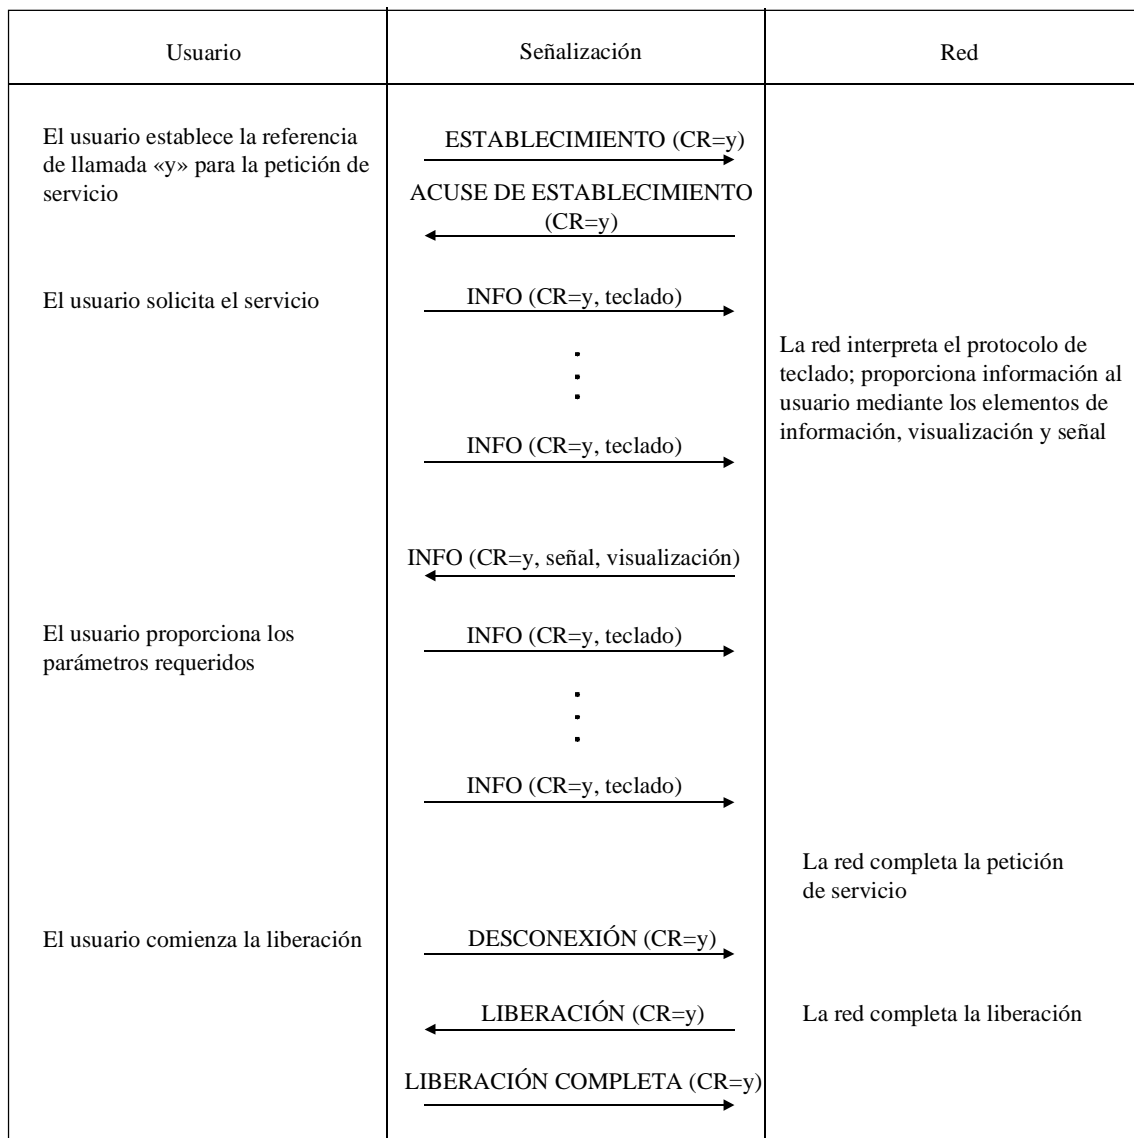 Usuario
Señalización
Red
El usuario establece la referencia
de llamada «y» para la petición de
servicio
ESTABLECIMIENTO (CR=y)
ACUSE DE ESTABLECIMIENTO
(CR=y)
El usuario solicita el servicio
INFO (CR=y, teclado)
La red interpreta el protocolo de
teclado; proporciona información al
usuario mediante los elementos de
información, visualización y señal
INFO (CR=y, teclado)
INFO (CR=y, señal, visualización)
El usuario proporciona los
parámetros requeridos
INFO (CR=y, teclado)
INFO (CR=y, teclado)
La red completa la petición
de servicio
El usuario comienza la liberación
DESCONEXIÓN (CR=y)
LIBERACIÓN (CR=y)
La red completa la liberación
LIBERACIÓN COMPLETA (CR=y)